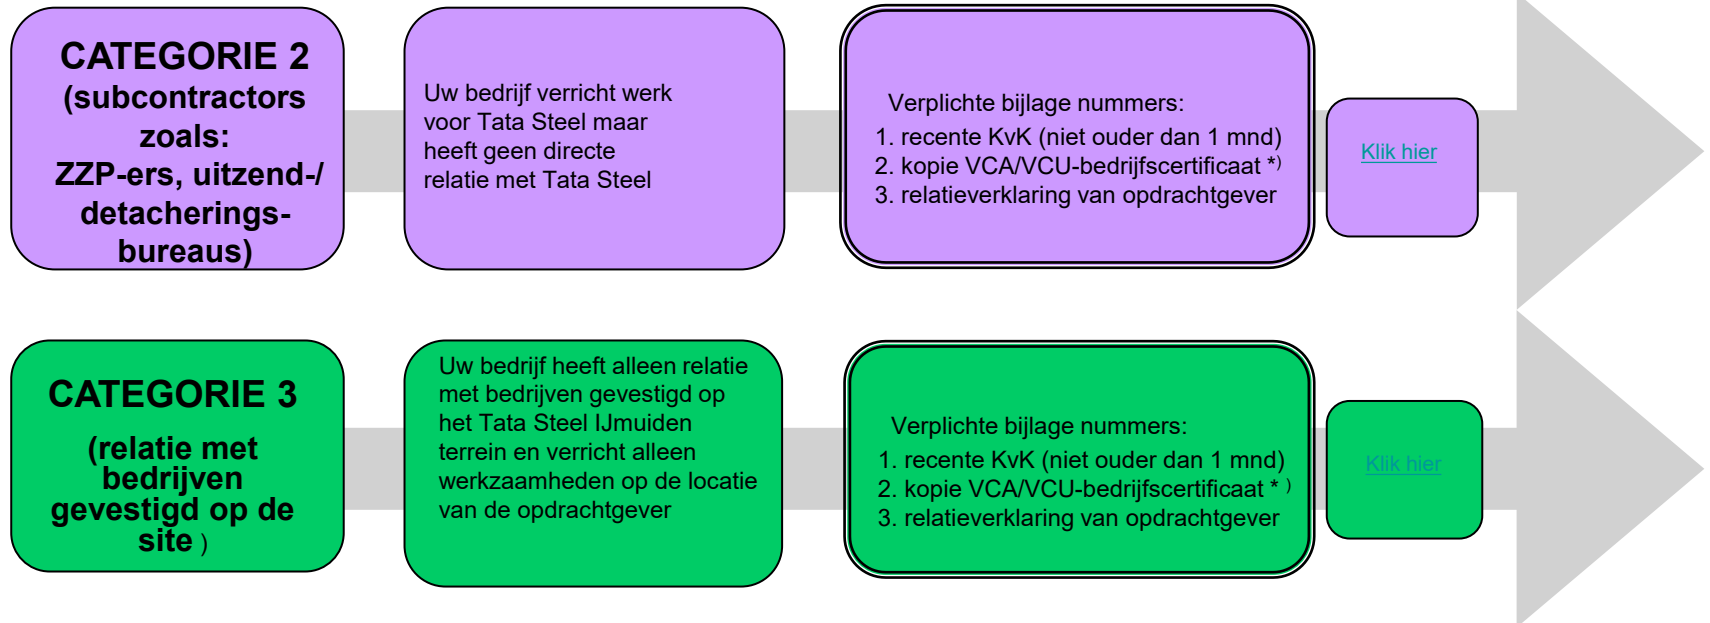 CATEGORIE 2
(subcontractors
zoals:
ZZP-ers, uitzend-/
detacherings-
bureaus)
Uw bedrijf verricht werk
voor Tata Steel maar
heeft geen directe
relatie met Tata Steel
Verplichte bijlage nummers:
1. recente KvK (niet ouder dan 1 mnd)
2. kopie VCA/VCU-bedrijfscertificaat *)
3. relatieverklaring van opdrachtgever
Klik hier
CATEGORIE 3
(relatie met
bedrijven
gevestigd op de
site )
Uw bedrijf heeft alleen relatie
met bedrijven gevestigd op
het Tata Steel IJmuiden
terrein en verricht alleen
werkzaamheden op de locatie
van de opdrachtgever
Verplichte bijlage nummers:
1. recente KvK (niet ouder dan 1 mnd)
2. kopie VCA/VCU-bedrijfscertificaat * )
3. relatieverklaring van opdrachtgever
Klik hier